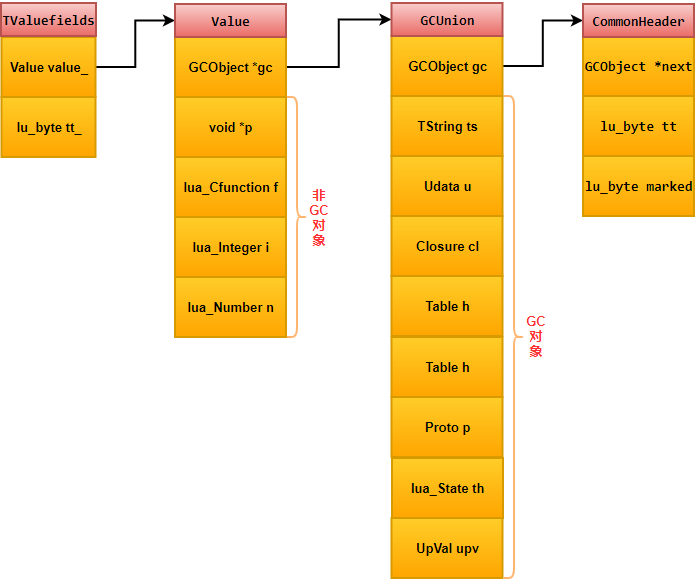 TValuefields
Value value_
lu_byte tt_
Value
GCObject *gc
void *p
lua_Cfunction f
lua_Integer i
lua_Number n
非
GC
对
象
GCUnion
GCObject gc
TString ts
Udata u
Closure cl
Table h
Table h
Proto p
lua_State th
UpVal upv
GC
对
象
CommonHeader
GCObject *next
lu_byte tt
lu_byte marked